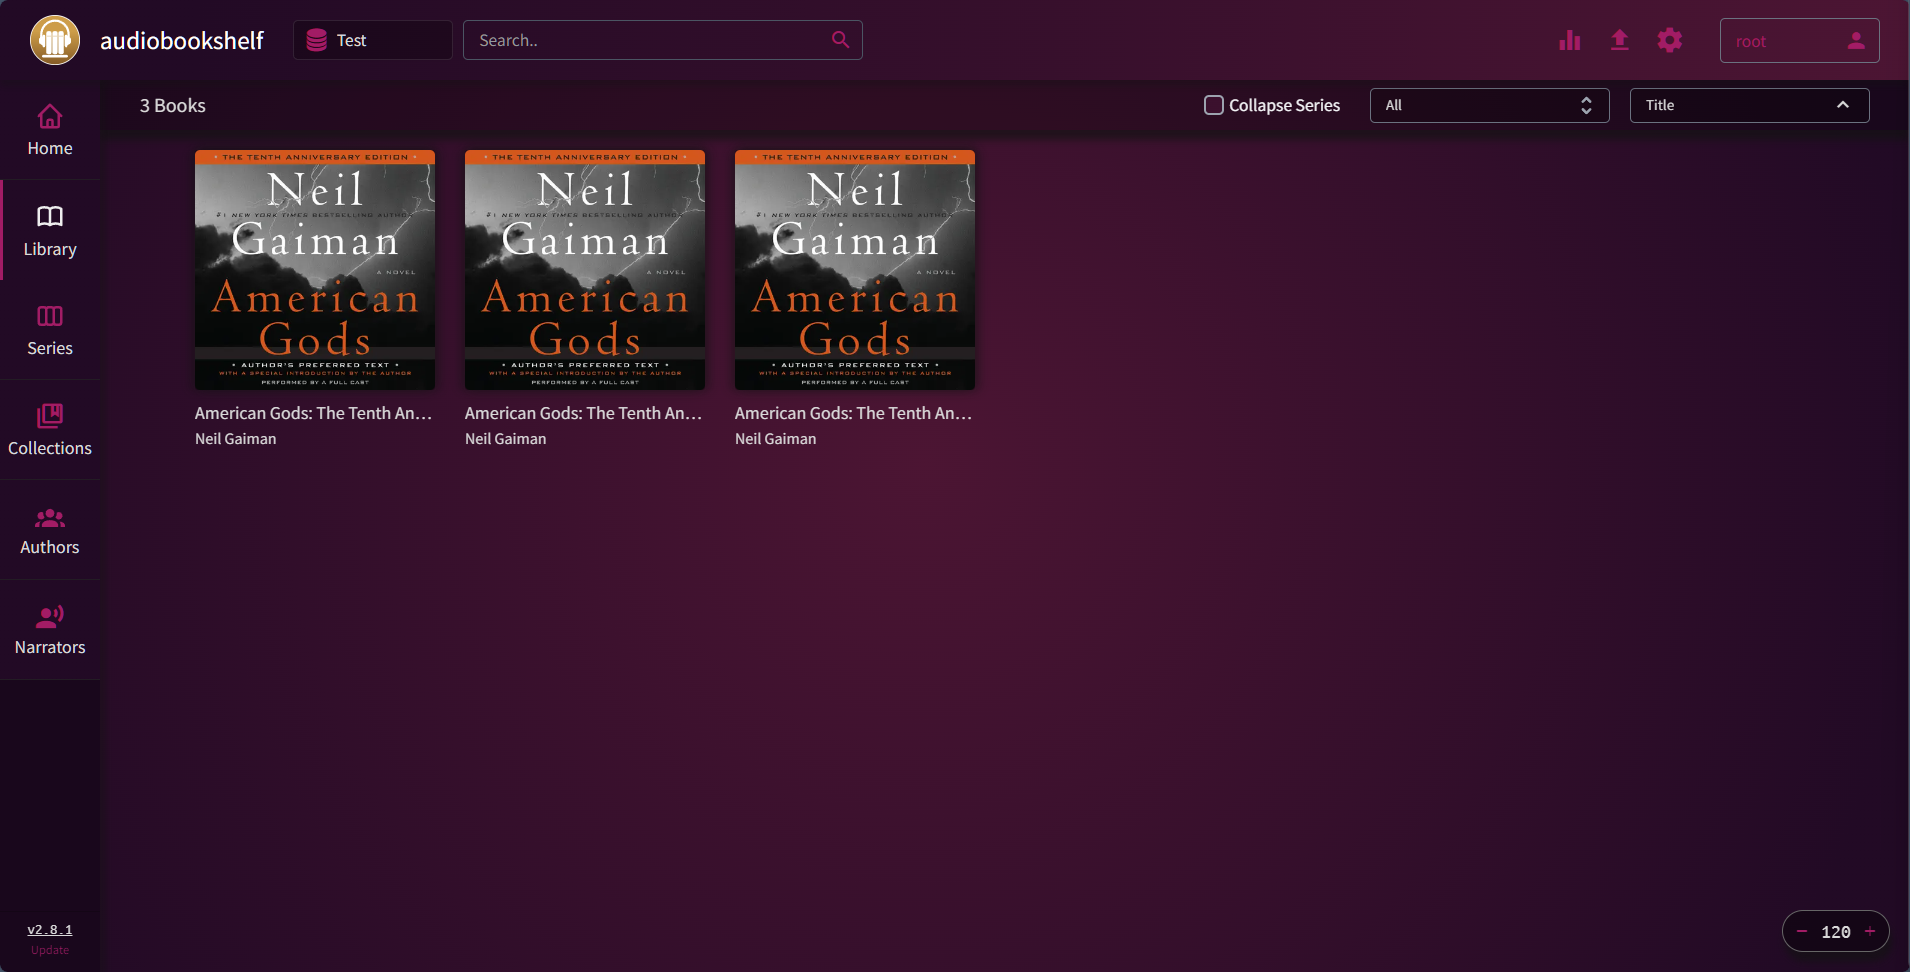 audiobookshelf
Test
Search..
root
3 Books
Collapse Series
All
Title
Home
Library
Series
Collections
Authors
Narrators
• THE TENTH ANNIVERSARY EDITION •
Neil
#1 NEW YORK TIMES BESTSELLING AUTHOR
Gaiman
A NOVEL
American
Gods
• AUTHOR'S PREFERRED TEXT •
WITH A SPECIAL INTRODUCTION BY THE AUTHOR
PERFORMED BY A FULL CAST
American Gods: The Tenth An...
Neil Gaiman
• THE TENTH ANNIVERSARY EDITION •
Neil
#1 NEW YORK TIMES BESTSELLING AUTHOR
Gaiman
A NOVEL
American
Gods
• AUTHOR'S PREFERRED TEXT •
WITH A SPECIAL INTRODUCTION BY THE AUTHOR
PERFORMED BY A FULL CAST
American Gods: The Tenth An...
Neil Gaiman
• THE TENTH ANNIVERSARY EDITION •
Neil
#1 NEW YORK TIMES BESTSELLING AUTHOR
Gaiman
A NOVEL
American
Gods
• AUTHOR'S PREFERRED TEXT •
WITH A SPECIAL INTRODUCTION BY THE AUTHOR
PERFORMED BY A FULL CAST
American Gods: The Tenth An...
Neil Gaiman
v2.8.1
Update
− 120 +